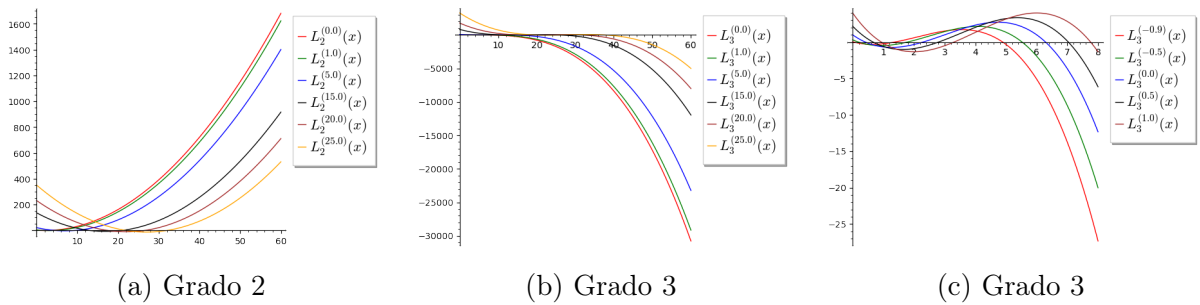 1600
1400
1200
1000
800
600
400
200
10 20 30 40 50 60
L_2^{(0.0)}(x)
L_2^{(1.0)}(x)
L_2^{(5.0)}(x)
L_2^{(15.0)}(x)
L_2^{(20.0)}(x)
L_2^{(25.0)}(x)
(a) Grado 2
10 20 30 40 50 60
−5000
−10000
−15000
−20000
−25000
−30000
L_3^{(0.0)}(x)
L_3^{(1.0)}(x)
L_3^{(5.0)}(x)
L_3^{(15.0)}(x)
L_3^{(20.0)}(x)
L_3^{(25.0)}(x)
(b) Grado 3
1 2 3 4 5 6 7 8
−5
−10
−15
−20
−25
L_3^{(−0.9)}(x)
L_3^{(−0.5)}(x)
L_3^{(0.0)}(x)
L_3^{(0.5)}(x)
L_3^{(1.0)}(x)
(c) Grado 3